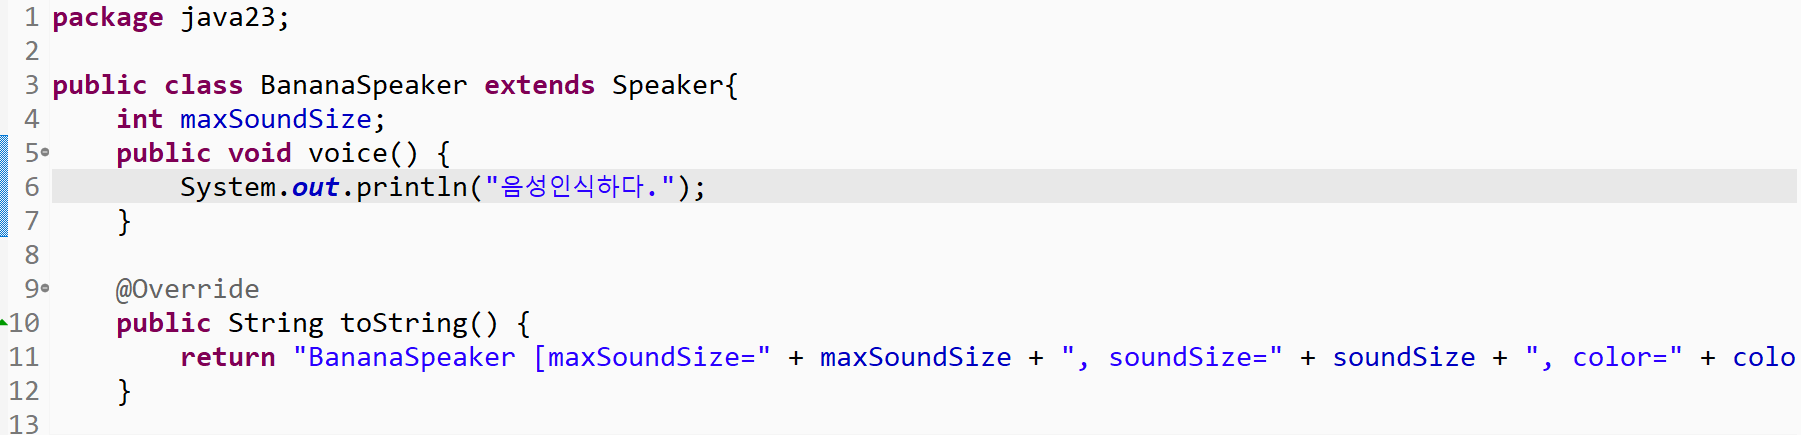 1 package java23;
2
3 public class BananaSpeaker extends Speaker{
4 int maxSoundSize;
5 public void voice() {
6 System.out.println("음성인식하다.");
7 }
8
9 @Override
10 public String toString() {
11 return "BananaSpeaker [maxSoundSize=" + maxSoundSize + ", soundSize=" + soundSize + ", color=" + colo
12 }
13